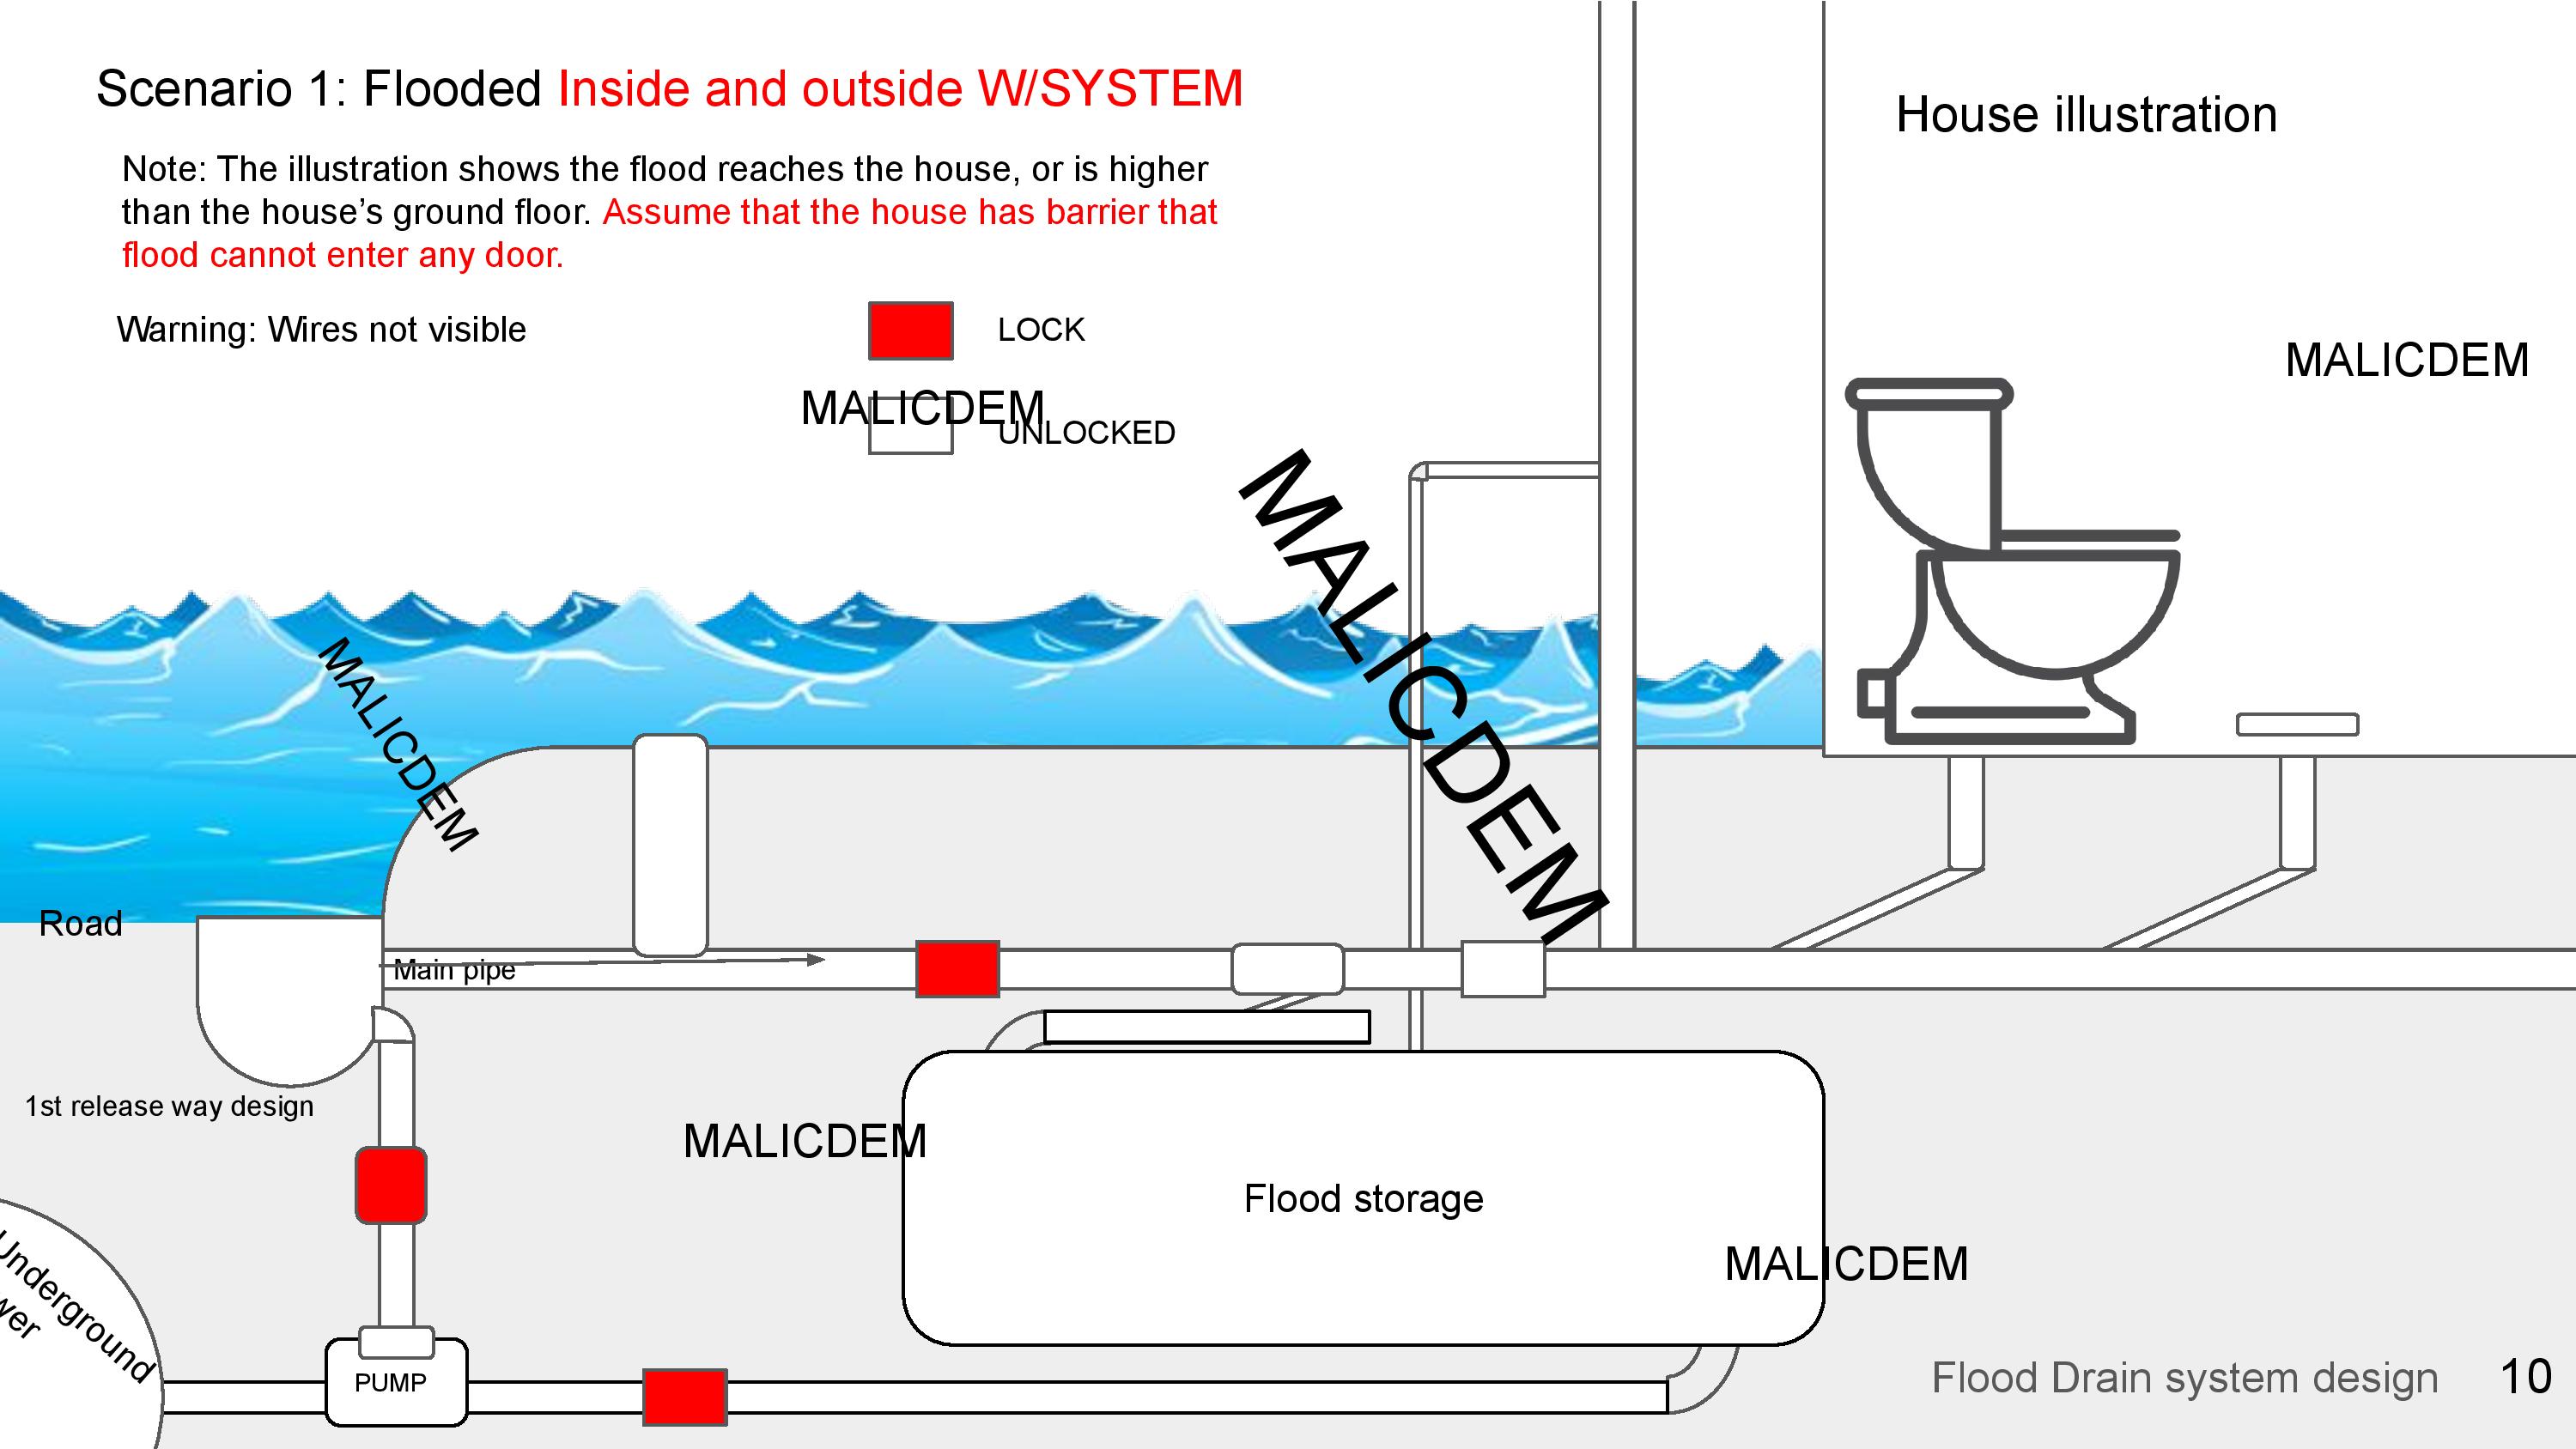 Scenario 1: Flooded Inside and outside W/SYSTEM
House illustration
Note: The illustration shows the flood reaches the house, or is higher
than the house’s ground floor. Assume that the house has barrier that
flood cannot enter any door.
Warning: Wires not visible
LOCK
MALICDEM
MALICDEM
UNLOCKED
MALICDEM
MALICDEM
Road
Main pipe
1st release way design
MALICDEM
Flood storage
MALICDEM
Underground
PUMP
Flood Drain system design
10